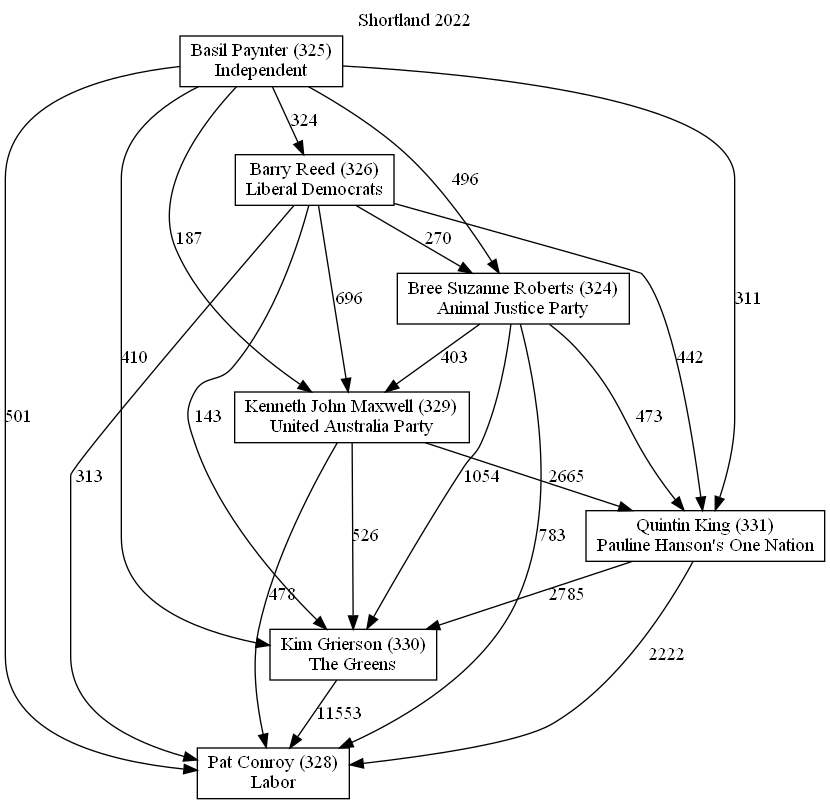 Shortland 2022
Basil Paynter (325)
Independent
324
Barry Reed (326)
Liberal Democrats
496
187
270
Bree Suzanne Roberts (324)
Animal Justice Party
696
311
410
403
442
Kenneth John Maxwell (329)
United Australia Party
501
143
473
313
1054
2665
Quintin King (331)
Pauline Hanson's One Nation
526
783
478
2785
Kim Grierson (330)
The Greens
2222
11553
Pat Conroy (328)
Labor